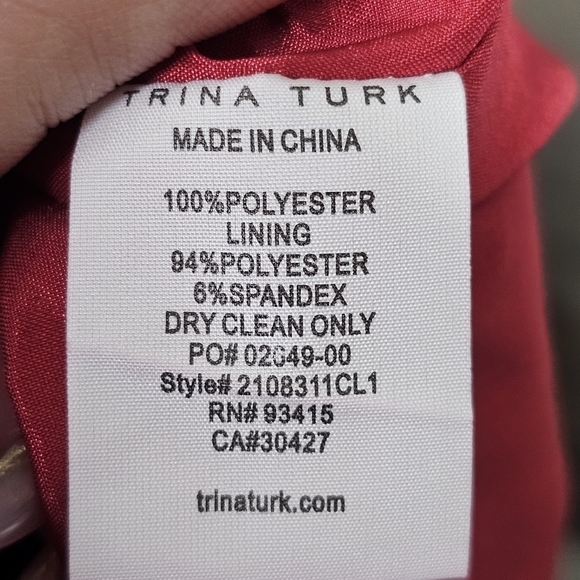 TRINA TURK
MADE IN CHINA
100%POLYESTER
LINING
94%POLYESTER
6%SPANDEX
DRY CLEAN ONLY
PO#
Style# 2108311CL1
RN# 93415
CA#30427
trinaturk.com